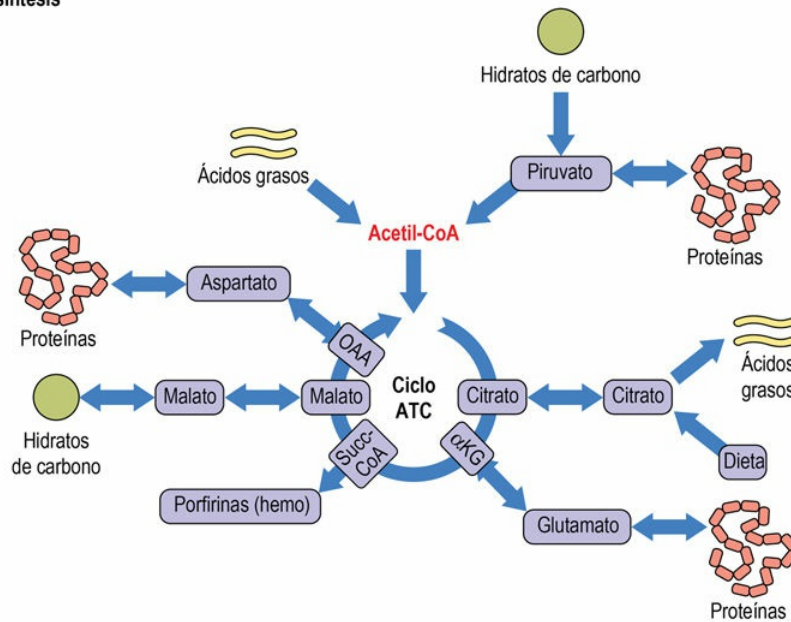 síntesis
Hidratos de carbono
Piruvato
Ácidos grasos
Acetil-CoA
Proteínas
Aspartato
Proteínas
OAA
Ciclo
ATC
Malato
Malato
Citrato
Citrato
Ácidos
grasos
Hidratos
de carbono
Succ-
CoA
αKG
Dieta
Porfirinas (hemo)
Glutamato
Proteínas